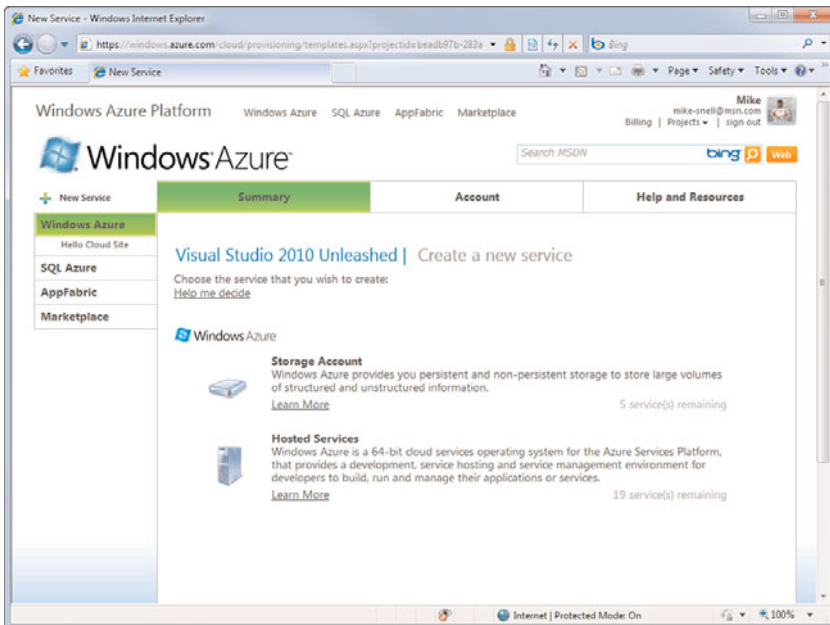 New Service - Windows Internet Explorer
https://windows.azure.com/cloud/provisioning/templates.aspx?projectid=beadb97b-283a
Bing
Favorites
New Service
Page
Safety
Tools
Windows Azure Platform
Windows Azure
SQL Azure
AppFabric
Marketplace
Mike
mike-snell@msn.com
Billing | Projects | sign out
Windows Azure
Search MSDN
bing
Web
New Service
Summary
Account
Help and Resources
Windows Azure
Hello Cloud Site
SQL Azure
AppFabric
Marketplace
Visual Studio 2010 Unleashed | Create a new service
Choose the service that you wish to create:
Help me decide
Windows Azure
Storage Account
Windows Azure provides you persistent and non-persistent storage to store large volumes
of structured and unstructured information.
Learn More
5 service(s) remaining
Hosted Services
Windows Azure is a 64-bit cloud services operating system for the Azure Services Platform,
that provides a development, service hosting and service management environment for
developers to build, run and manage their applications or services.
Learn More
19 service(s) remaining
Internet | Protected Mode: On
100%